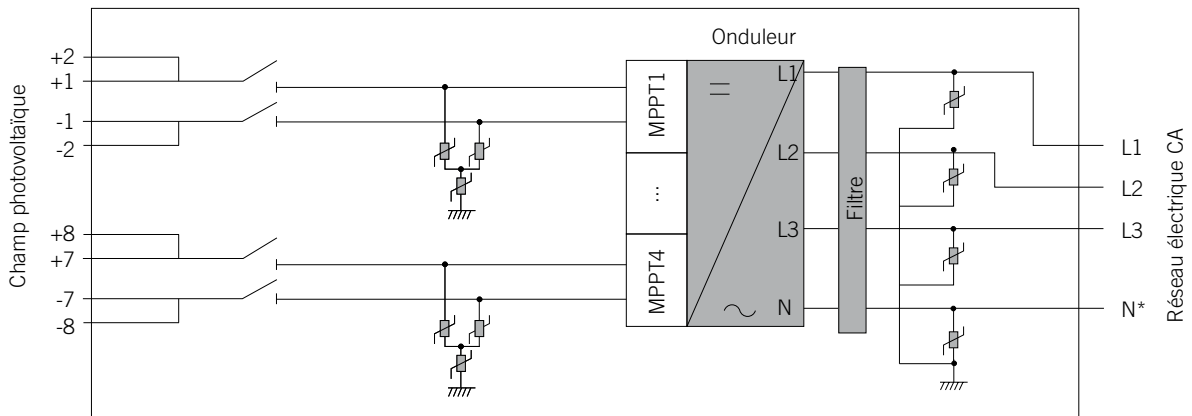 Onduleur
Champ photovoltaïque
+2
+1
-1
-2
+8
+7
-7
-8
MPPT1
...
MPPT4
L1
L2
L3
N
Filtre
L1
L2
L3
N*
Réseau électrique CA